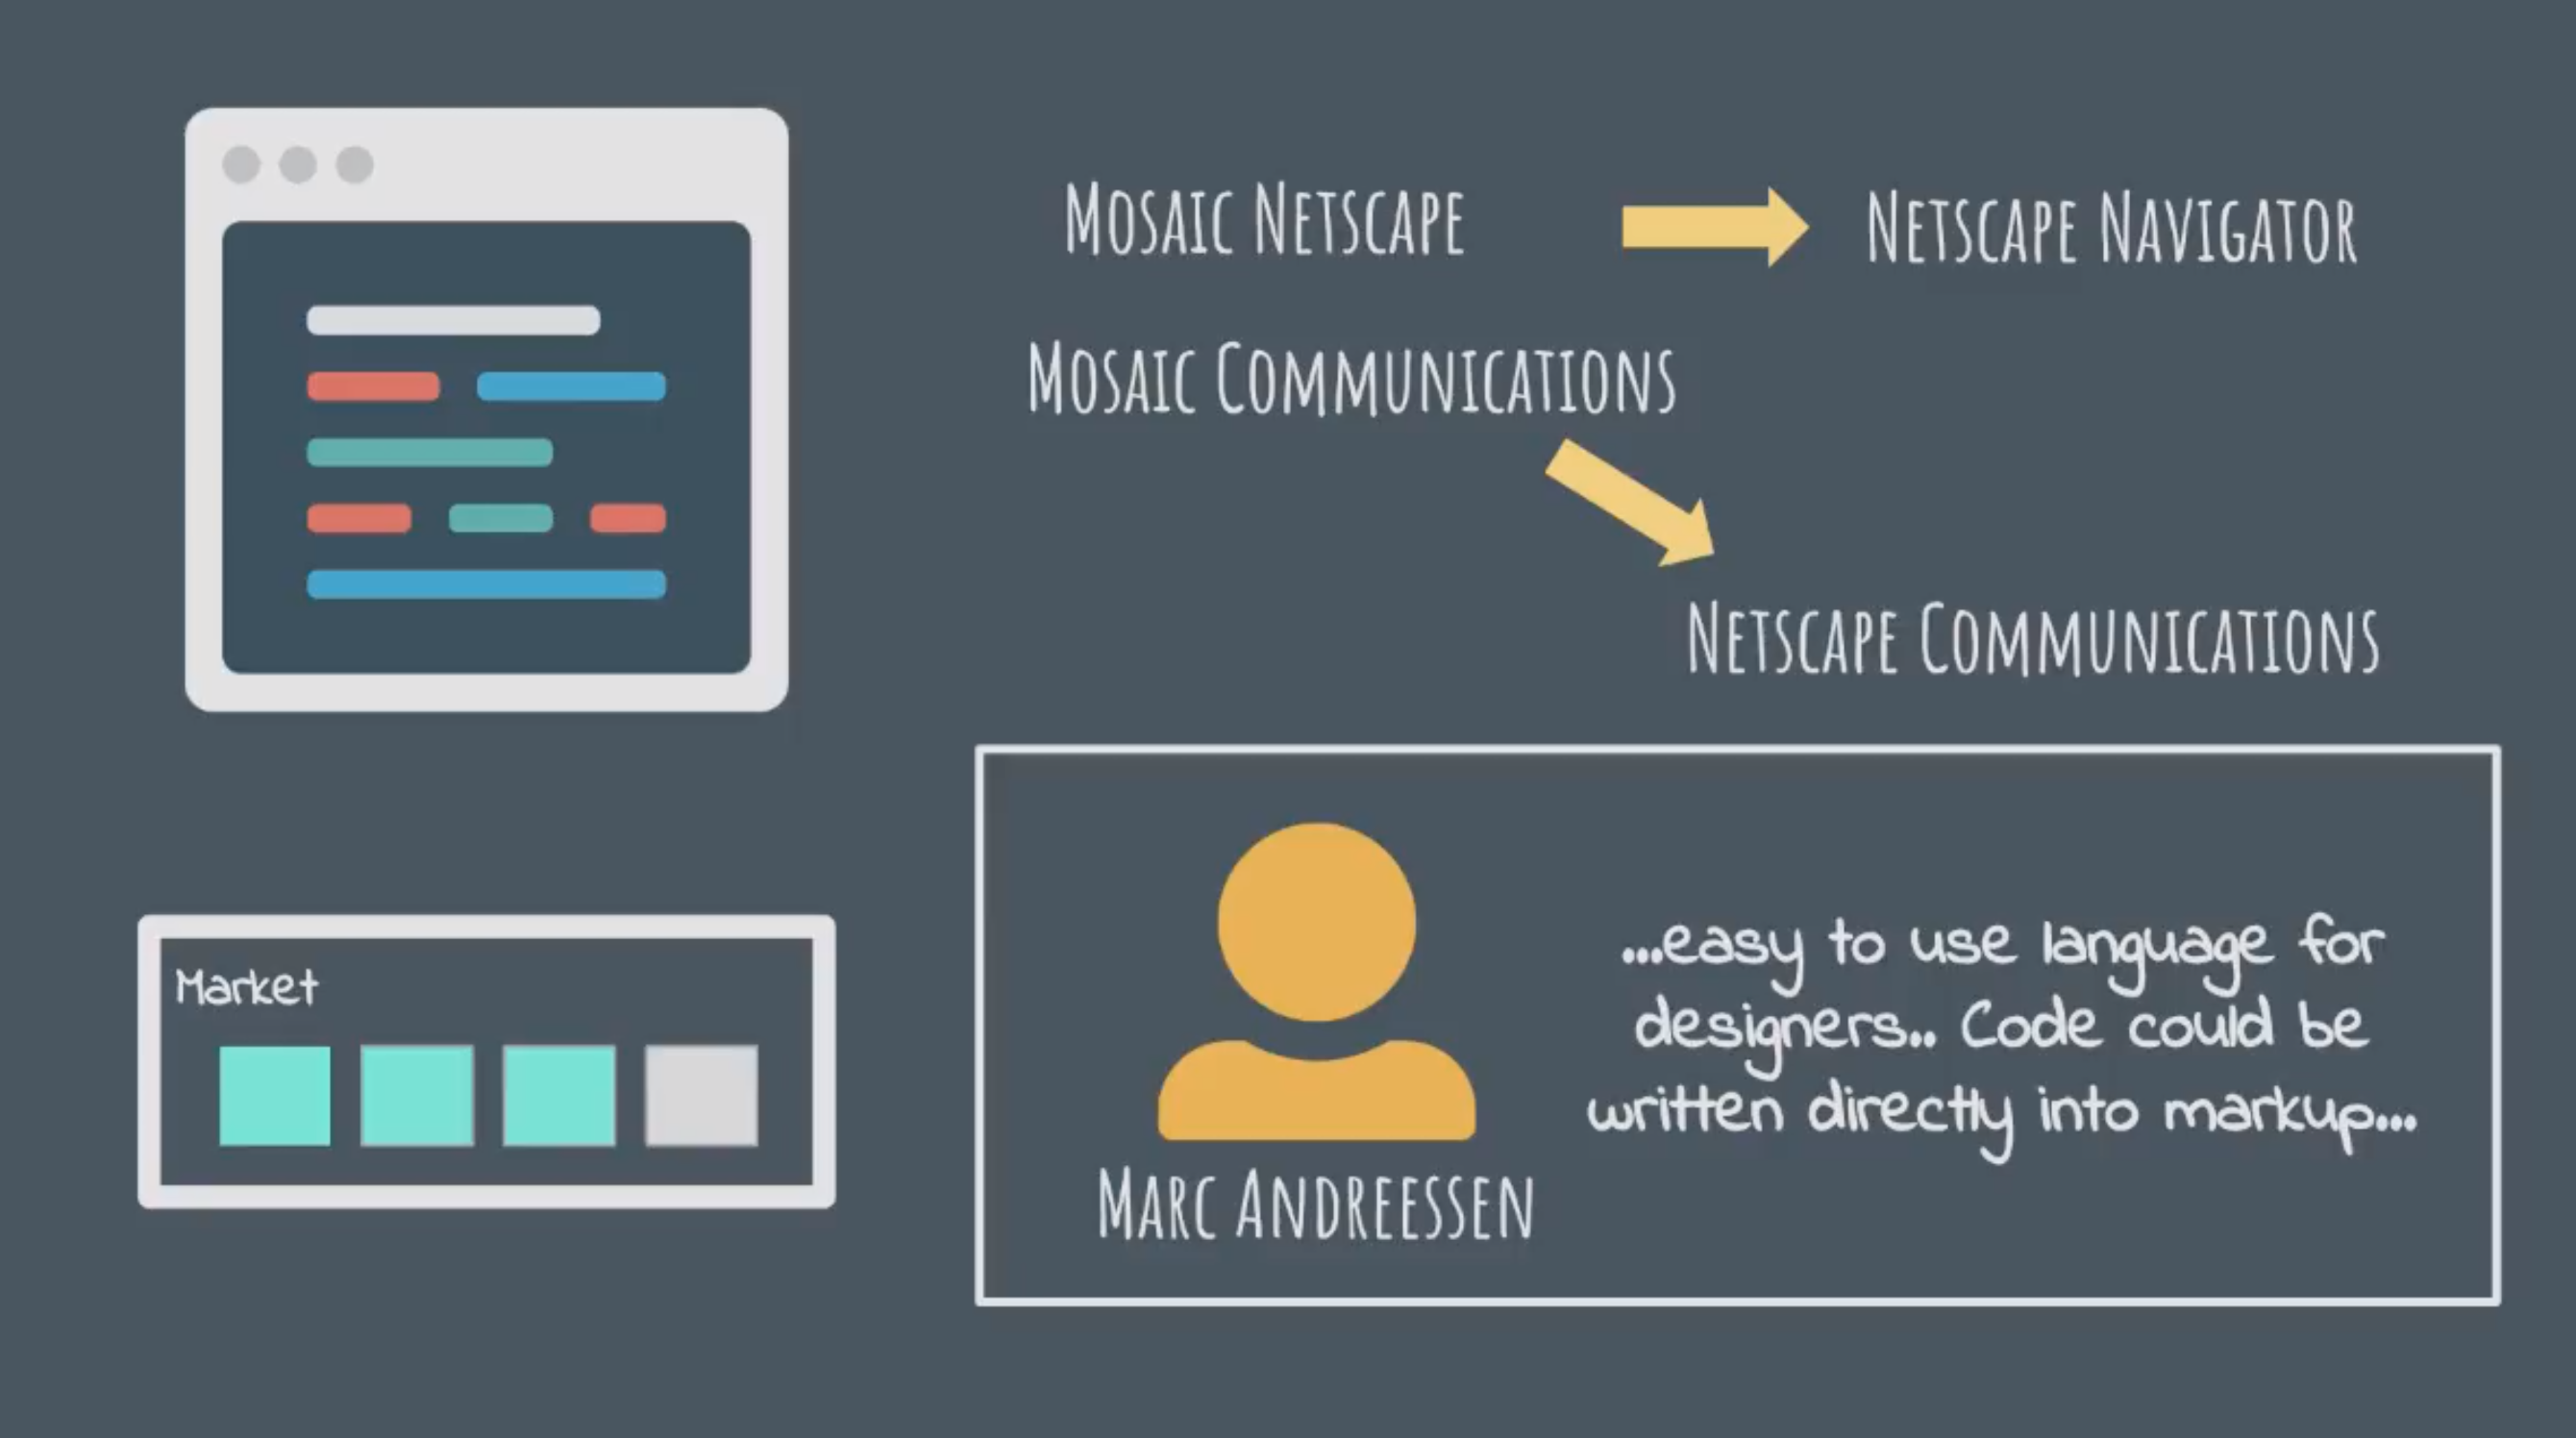 Mosaic Netscape
Netscape Navigator
Mosaic Communications
Netscape Communications
Market
...easy to use language for
designers.. Code could be
written directly into markup...
Marc Andreessen